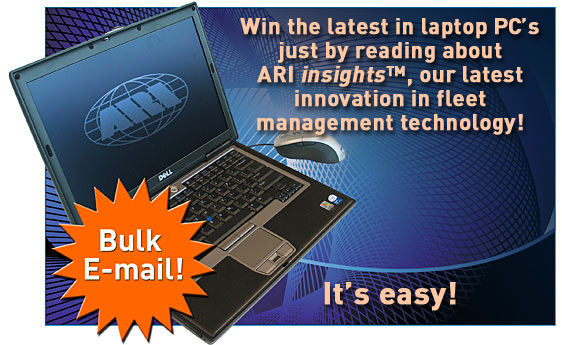 Win the latest in laptop PC’s
just by reading about
ARI insights™, our latest
innovation in fleet
management technology!
ARI
DELL
Bulk
E-mail!
It’s easy!